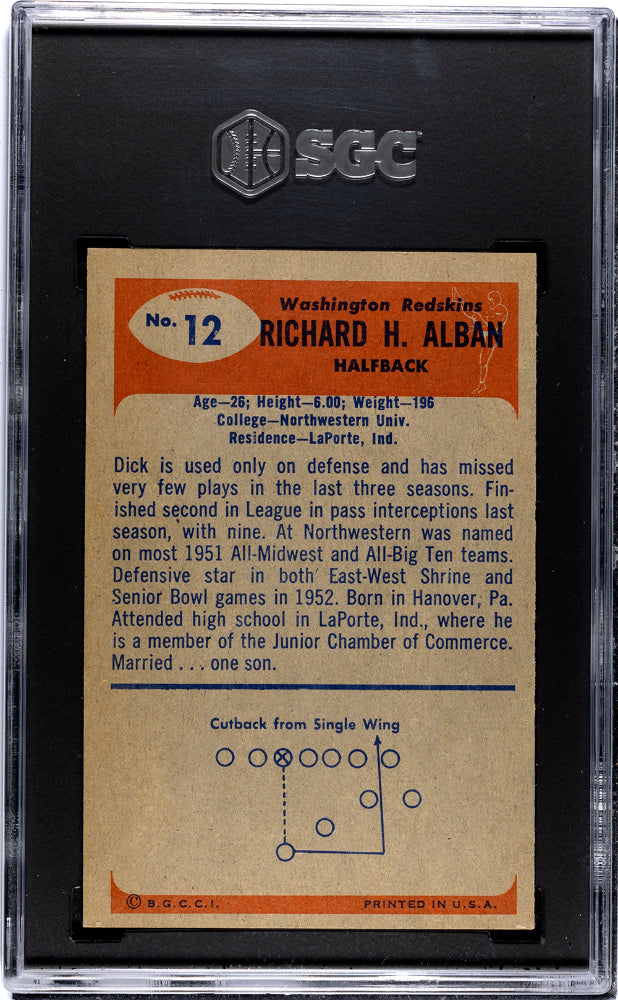 SGC
Washington Redskins
No. 12
RICHARD H. ALBAN
HALFBACK
Age—26; Height—6.00; Weight—196
College—Northwestern Univ.
Residence—LaPorte, Ind.
Dick is used only on defense and has missed
very few plays in the last three seasons. Fin-
ished second in League in pass interceptions last
season, with nine. At Northwestern was named
on most 1951 All-Midwest and All-Big Ten teams.
Defensive star in both East-West Shrine and
Senior Bowl games in 1952. Born in Hanover, Pa.
Attended high school in LaPorte, Ind., where he
is a member of the Junior Chamber of Commerce.
Married . . . one son.
Cutback from Single Wing
© B.G.C.C.I. PRINTED IN U.S.A.